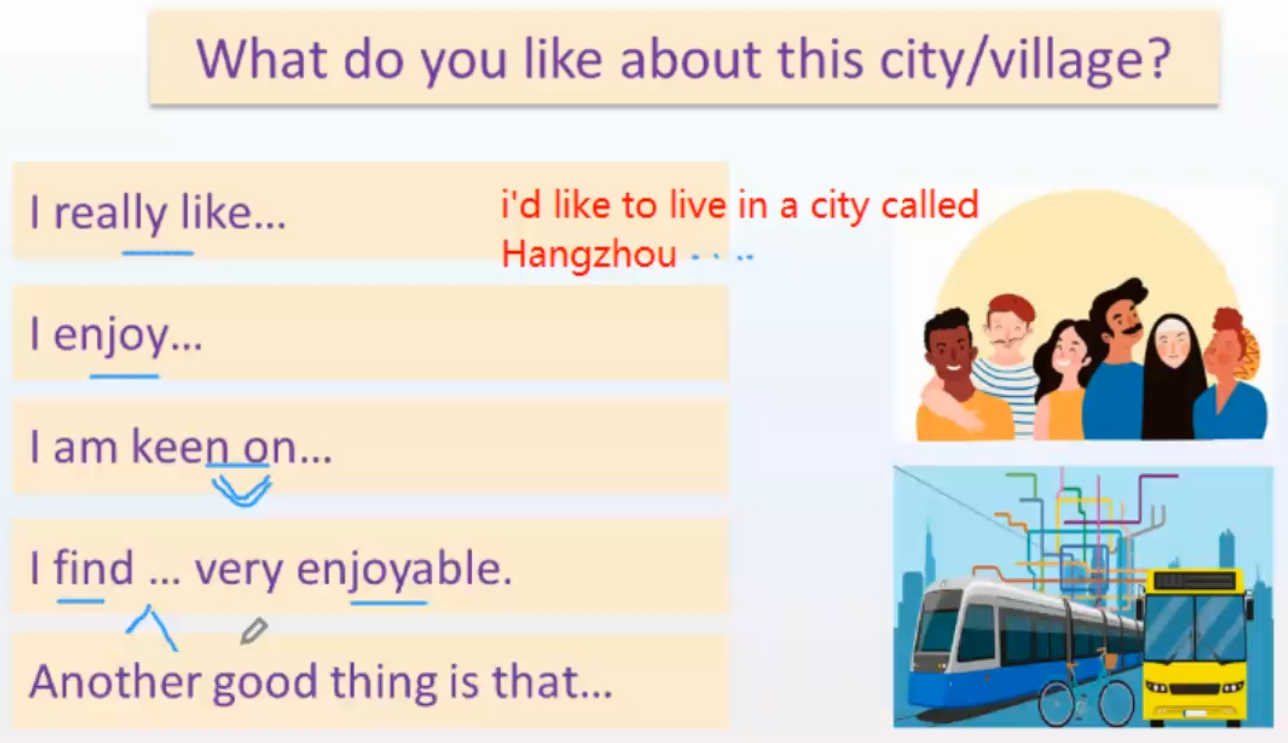 What do you like about this city/village?
I really like...
i'd like to live in a city called
Hangzhou
I enjoy...
I am keen on...
I find ... very enjoyable.
Another good thing is that...